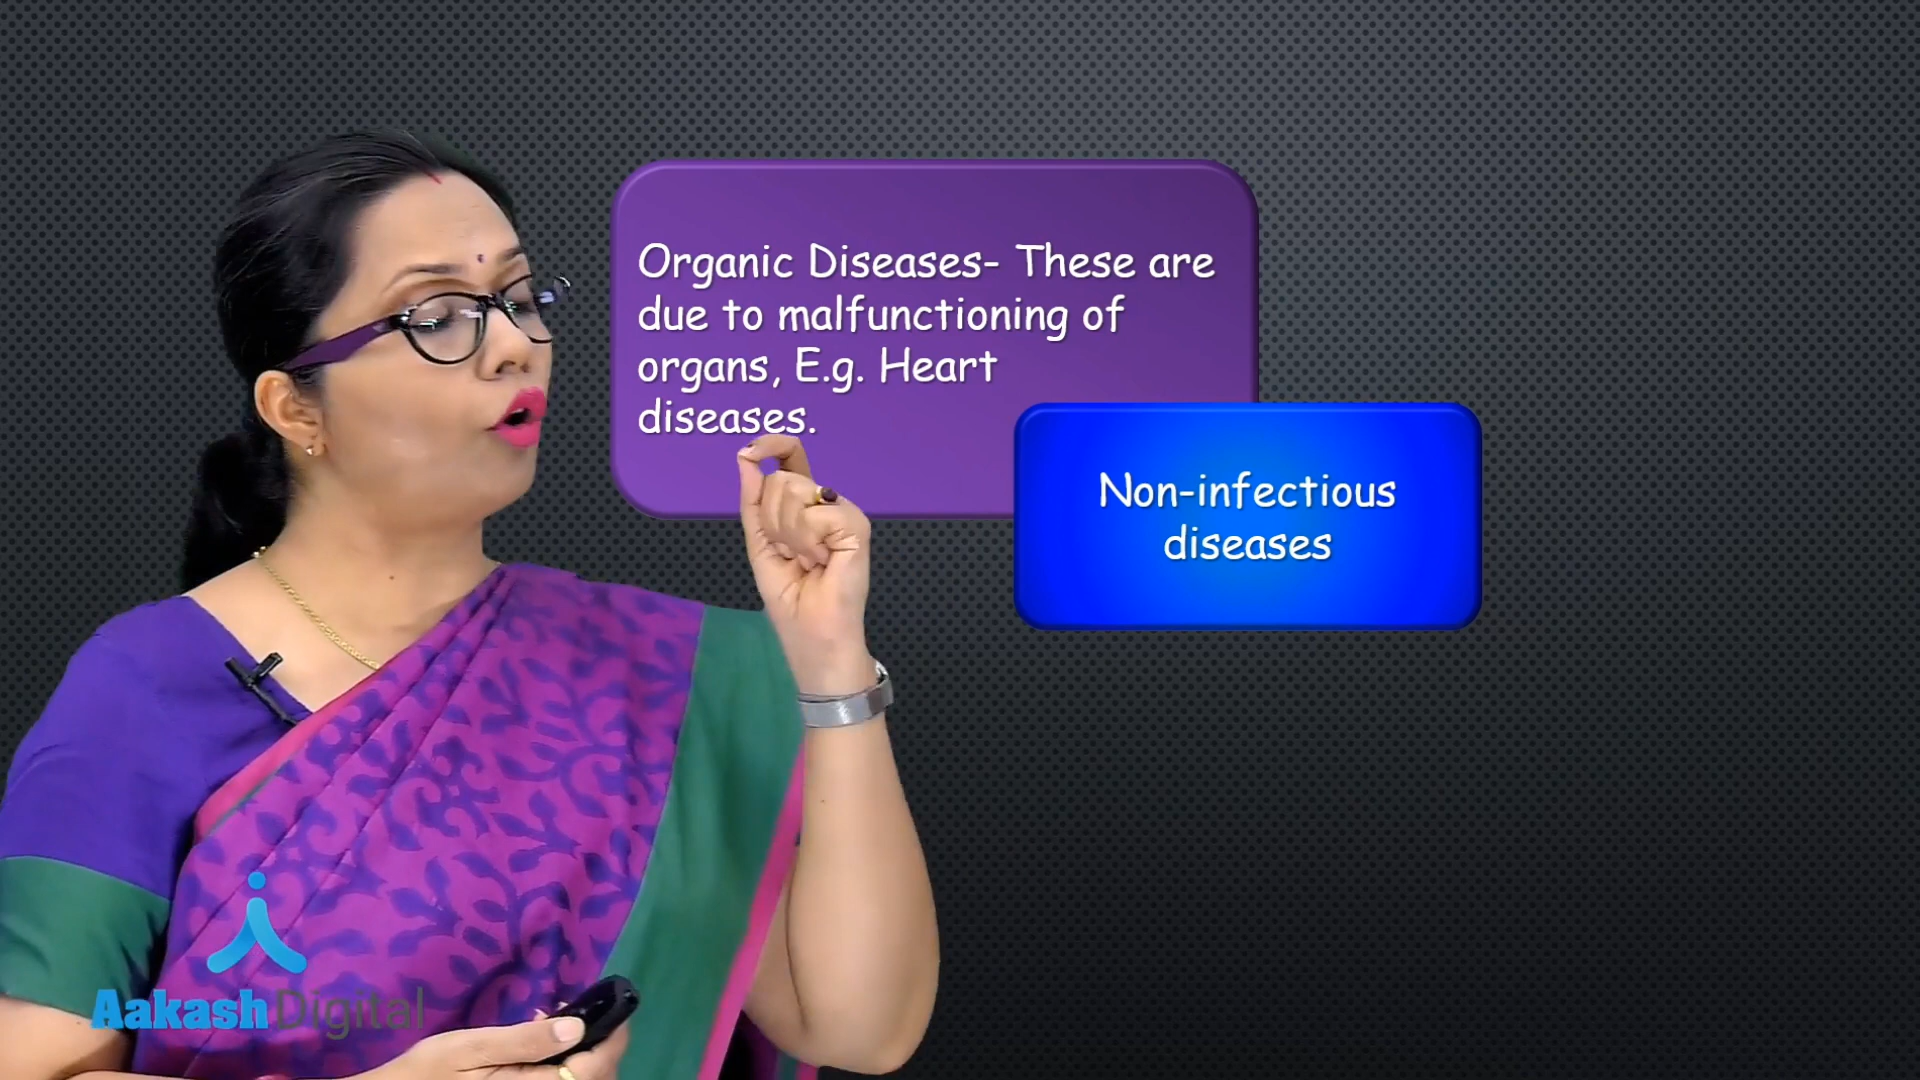 Organic Diseases- These are
due to malfunctioning of
organs, E.g. Heart
diseases.
Non-infectious
diseases
Aakash Digital